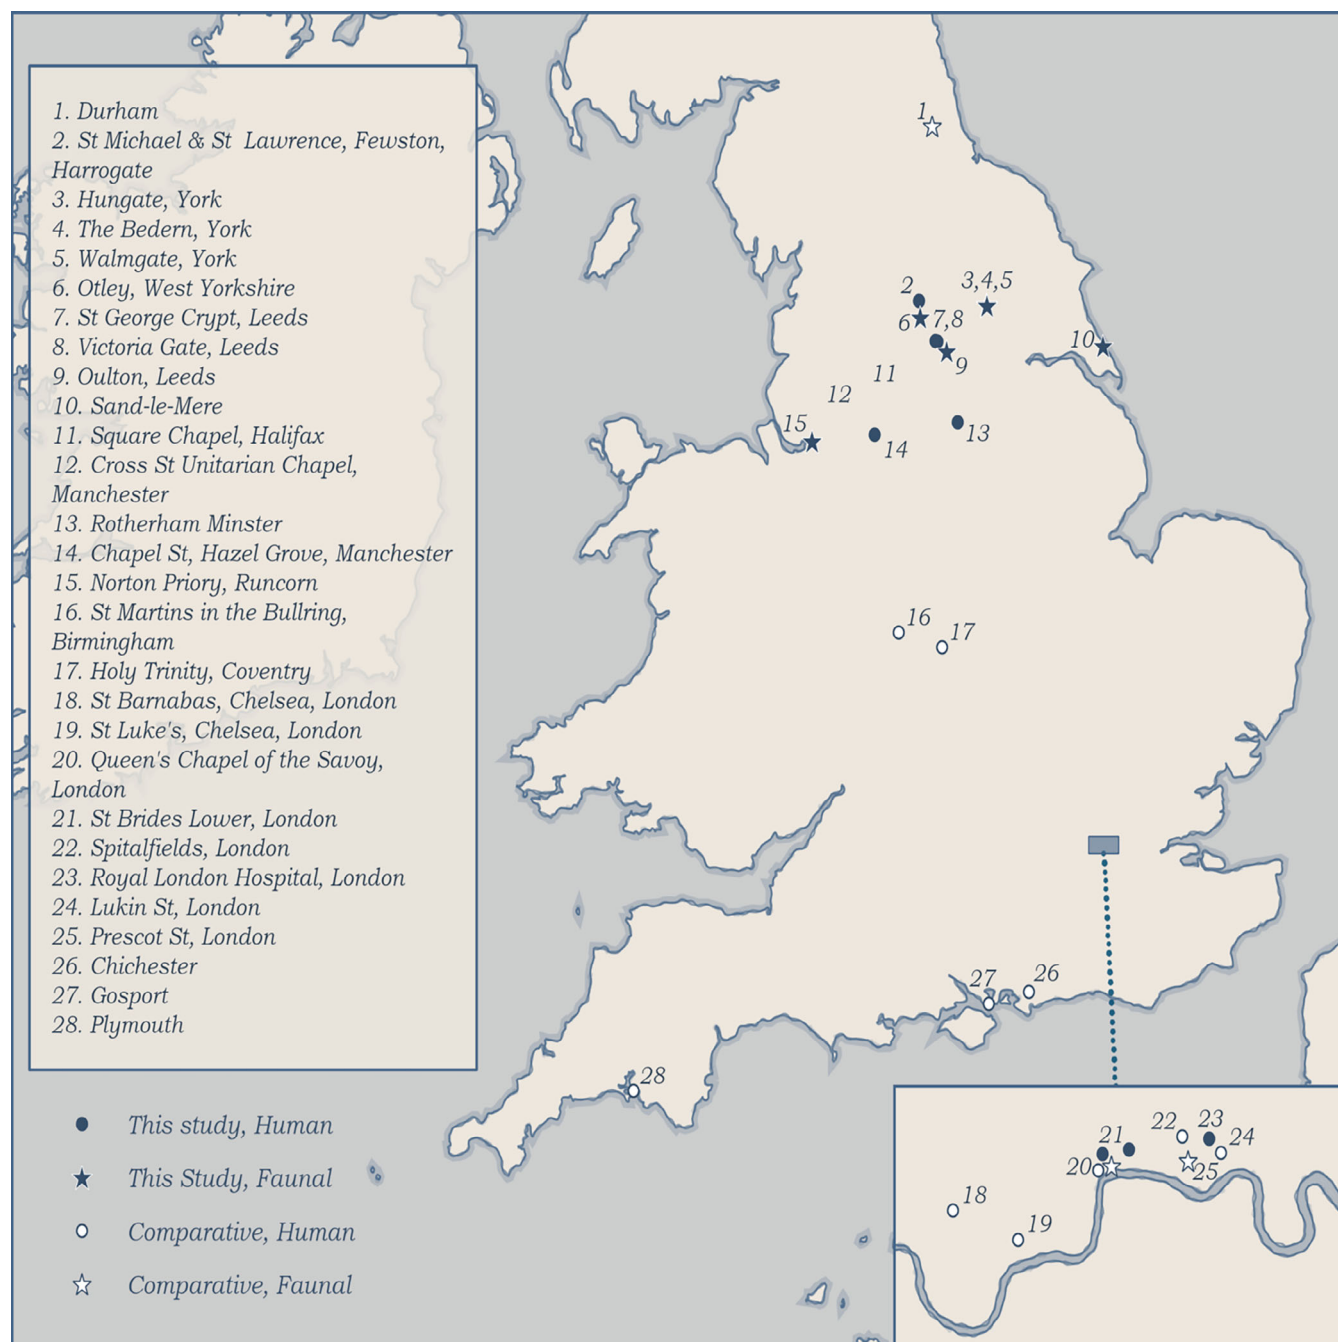 1. Durham
2. St Michael & St Lawrence, Fewston,
Harrogate
3. Hungate, York
4. The Bedern, York
5. Walmgate, York
6. Otley, West Yorkshire
7. St George Crypt, Leeds
8. Victoria Gate, Leeds
9. Oulton, Leeds
10. Sand-le-Mere
11. Square Chapel, Halifax
12. Cross St Unitarian Chapel,
Manchester
13. Rotherham Minster
14. Chapel St, Hazel Grove, Manchester
15. Norton Priory, Runcorn
16. St Martins in the Bullring,
Birmingham
17. Holy Trinity, Coventry
18. St Barnabas, Chelsea, London
19. St Luke's, Chelsea, London
20. Queen's Chapel of the Savoy,
London
21. St Brides Lower, London
22. Spitalfields, London
23. Royal London Hospital, London
24. Lukin St, London
25. Prescot St, London
26. Chichester
27. Gosport
28. Plymouth
This study, Human
This Study, Faunal
Comparative, Human
Comparative, Faunal
1
2
3,4,5
6
7,8
9
10
11
12
15
13
14
16
17
27
26
28
21
22
23
24
20
25
18
19